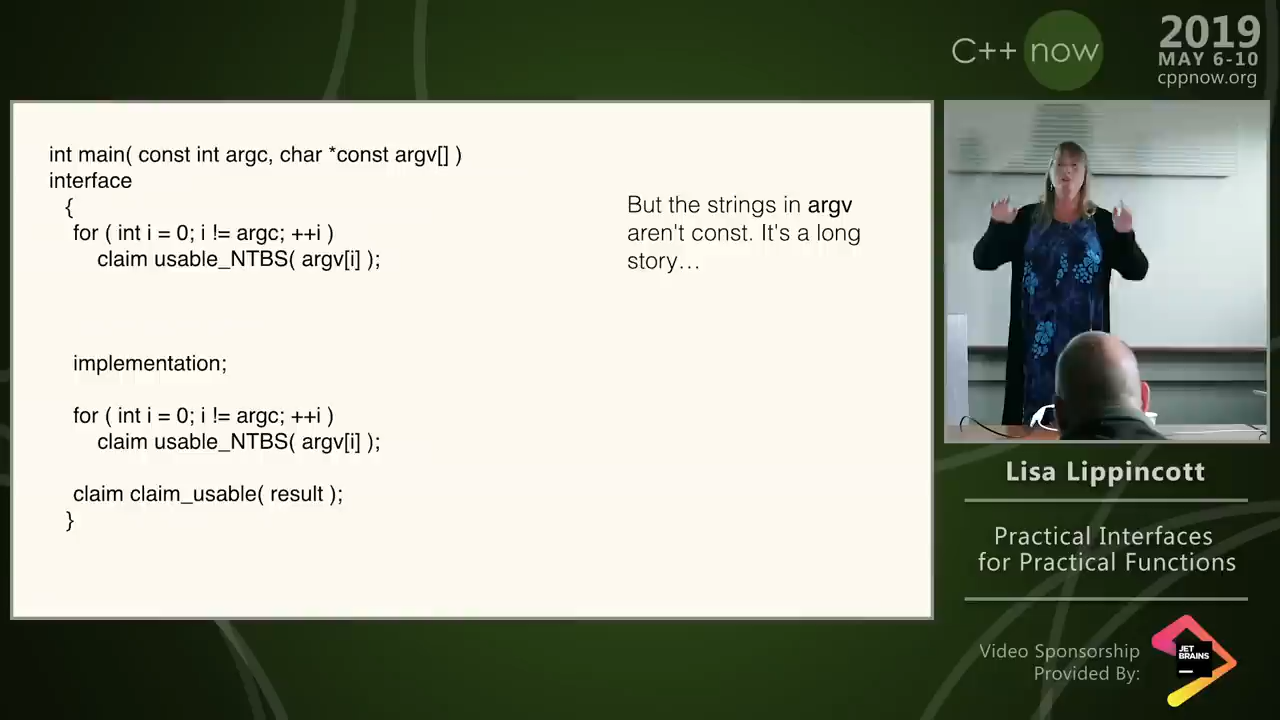 C++ now
2019
MAY 6-10
cppnow.org
int main( const int argc, char *const argv[] )
interface
{
for ( int i = 0; i != argc; ++i )
claim usable_NTBS( argv[i] );
implementation;
for ( int i = 0; i != argc; ++i )
claim usable_NTBS( argv[i] );
claim claim_usable( result );
}
But the strings in argv
aren't const. It's a long
story…
Lisa Lippincott
Practical Interfaces
for Practical Functions
Video Sponsorship
Provided By:
JET
BRAINS